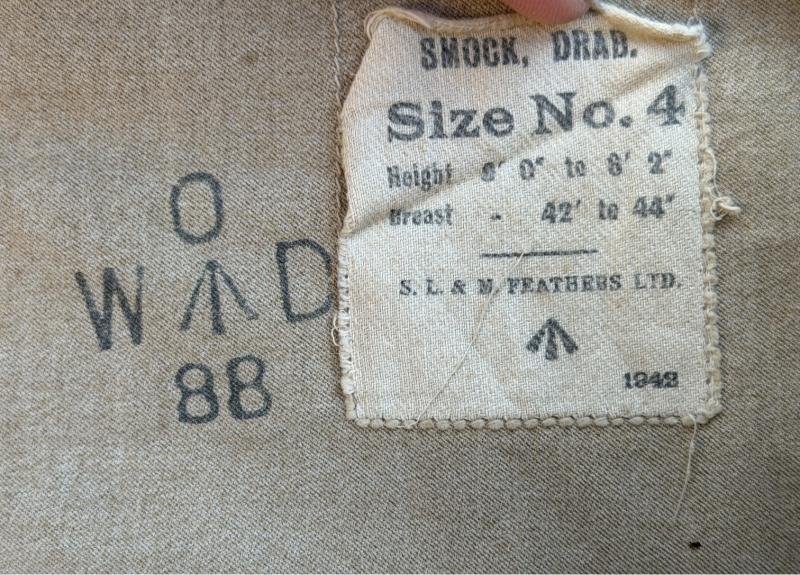 O
W D
88
SMOCK, DRAB.
Size No. 4
Height 6' 0" to 6' 2"
Breast - 42' to 44"
S. L. & M. FEATHERS LTD.
1942